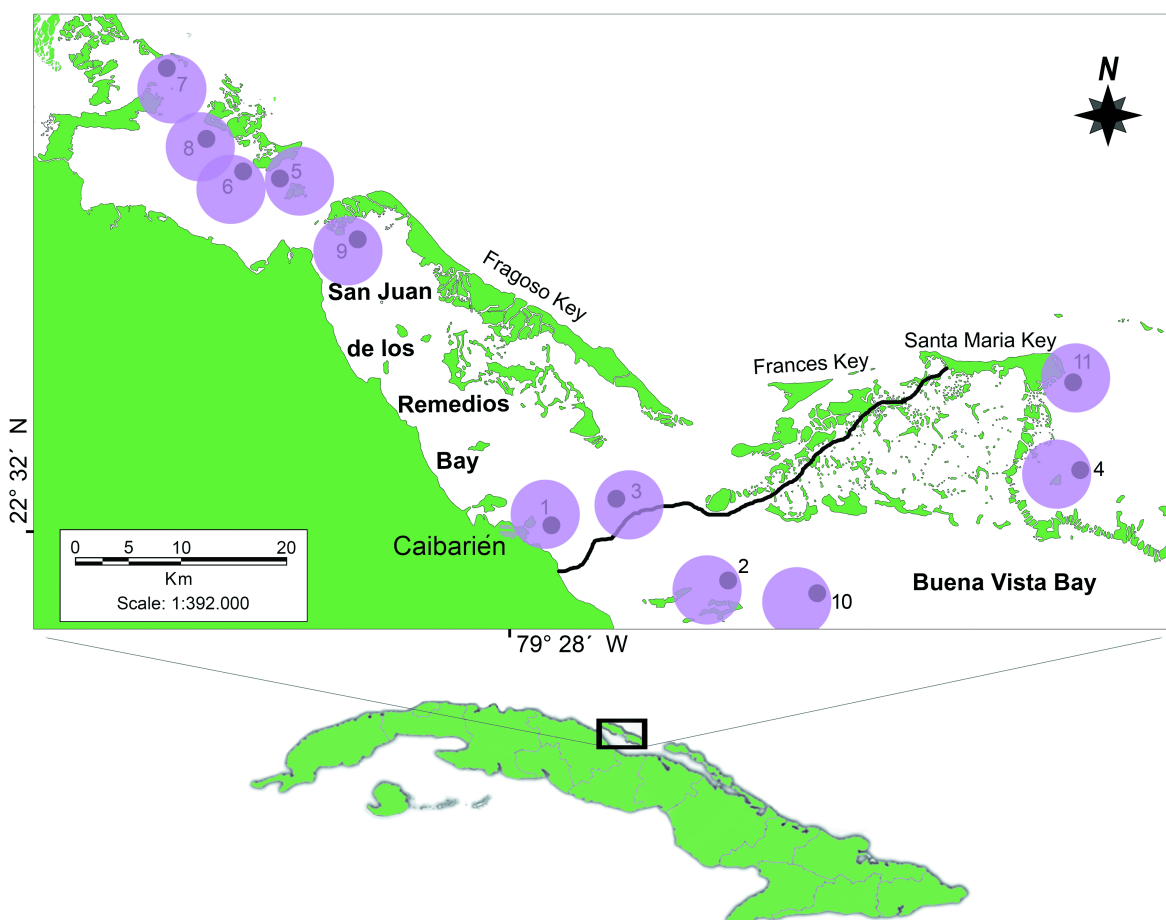 N
7
8
6
5
9
San Juan
Fragoso Key
de los
Remedios
Bay
Frances Key
Santa Maria Key
11
4
1
3
Caibarién
2
10
Buena Vista Bay
22° 32´ N
0 5 10 20
Km
Scale: 1:392.000
79° 28´ W